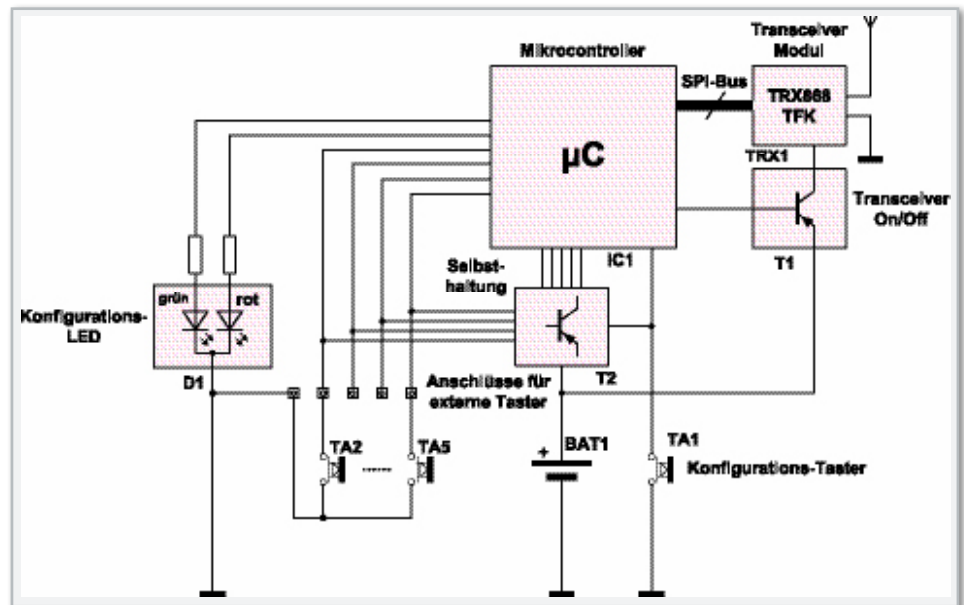 Mikrocontroller
Transceiver
Modul
SPI-Bus
TRX868
TFK
TRX1
µC
Transceiver
On/Off
T1
IC1
Selbst-
haltung
grün
rot
Konfigurations-
LED
D1
T2
Anschlüsse für
externe Taster
TA2
TA5
+
BAT1
TA1
Konfigurations-Taster